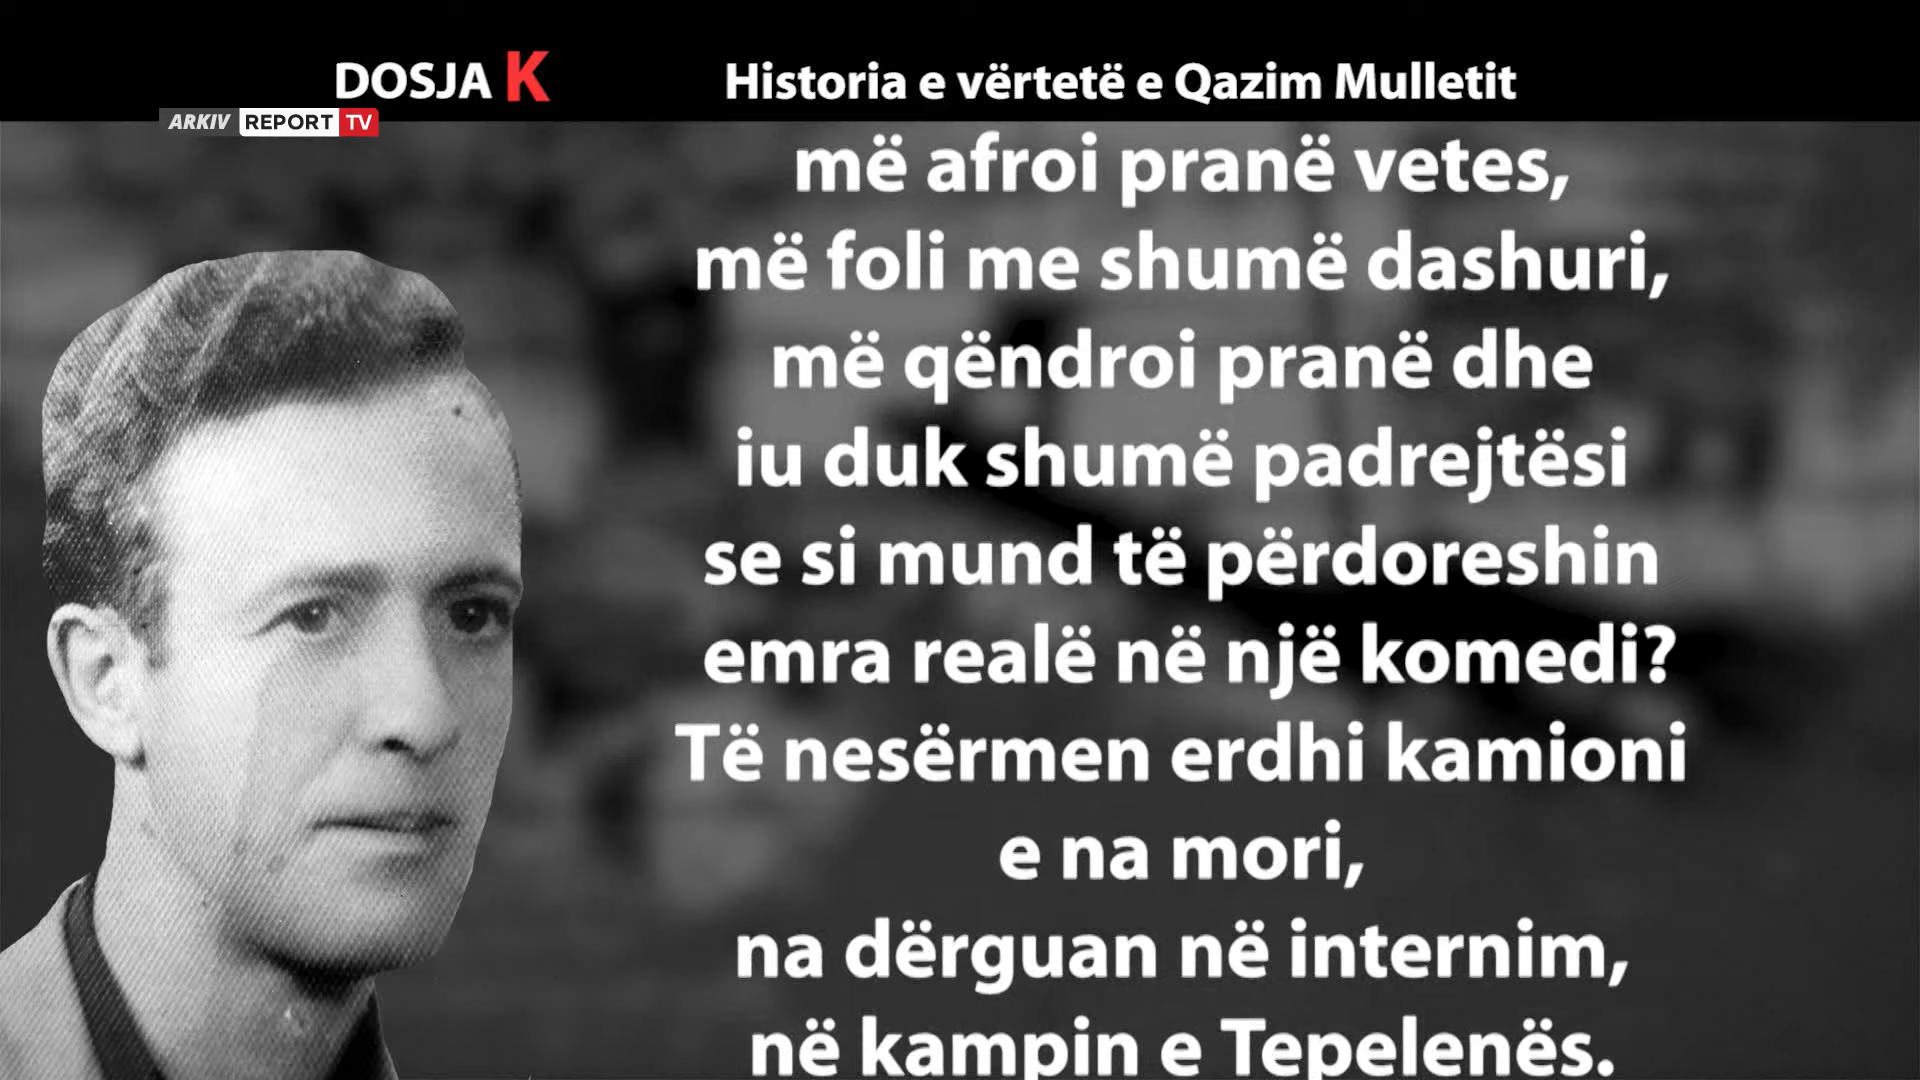 DOSJA K
Historia e vërtetë e Qazim Mulletit
ARKIV REPORT TV
më afroi pranë vetes,
më foli me shumë dashuri,
më qëndroi pranë dhe
iu duk shumë padrejtësi
se si mund të përdoreshin
emra realë në një komedi?
Të nesërmen erdhi kamioni
e na mori,
na dërguan në internim,
në kampin e Tepelenës.